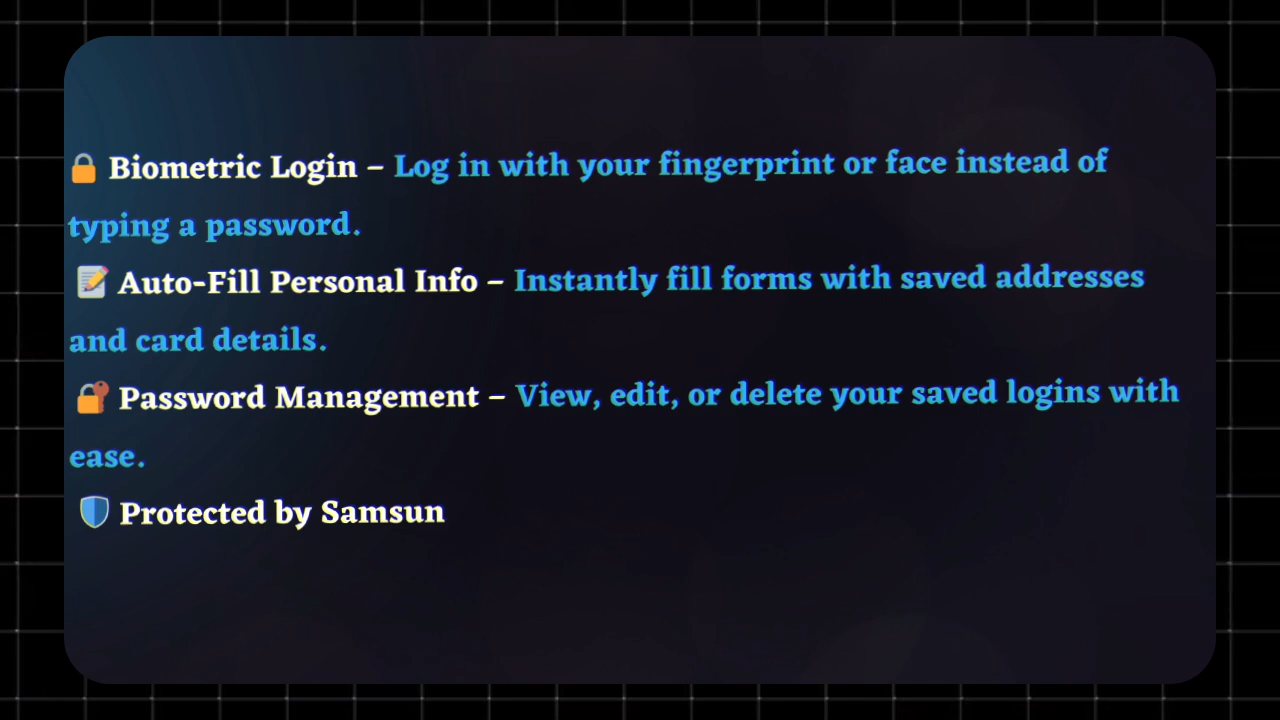 🔒 Biometric Login – Log in with your fingerprint or face instead of
typing a password.
📝 Auto-Fill Personal Info – Instantly fill forms with saved addresses
and card details.
🔐 Password Management – View, edit, or delete your saved logins with
ease.
🛡️ Protected by Samsun